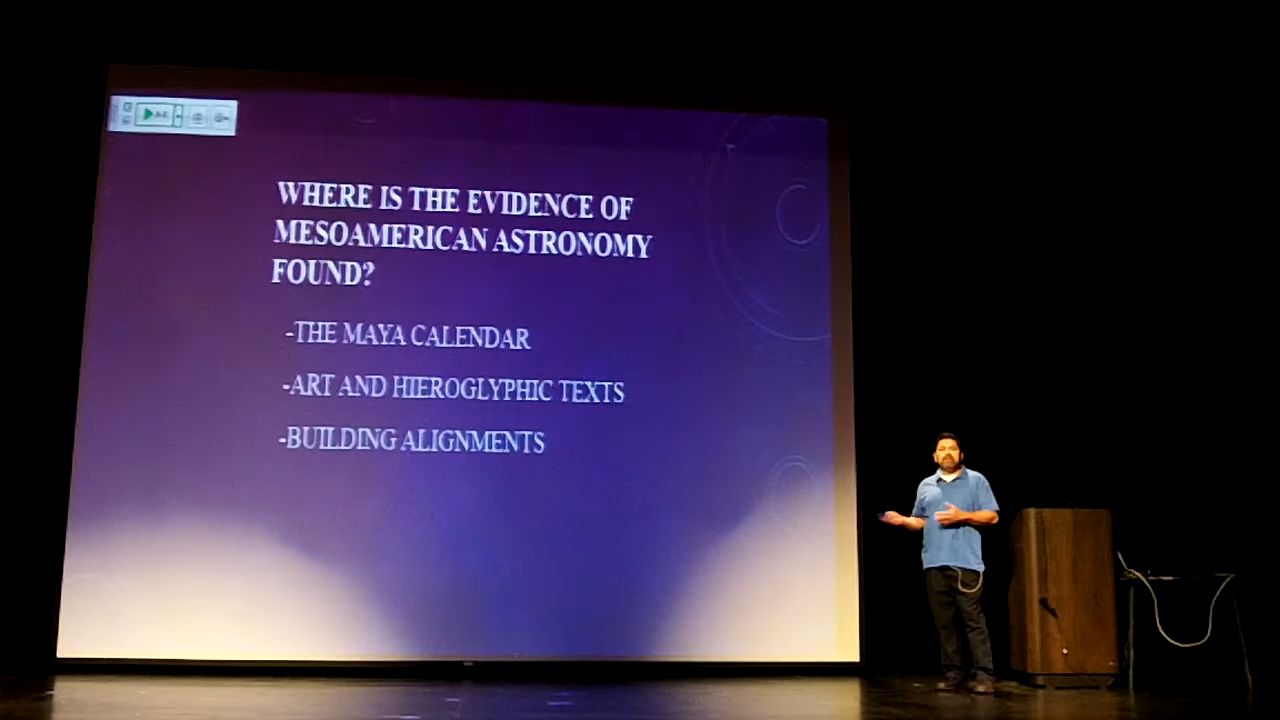 WHERE IS THE EVIDENCE OF
MESOAMERICAN ASTRONOMY
FOUND?
-THE MAYA CALENDAR
-ART AND HIEROGLYPHIC TEXTS
-BUILDING ALIGNMENTS